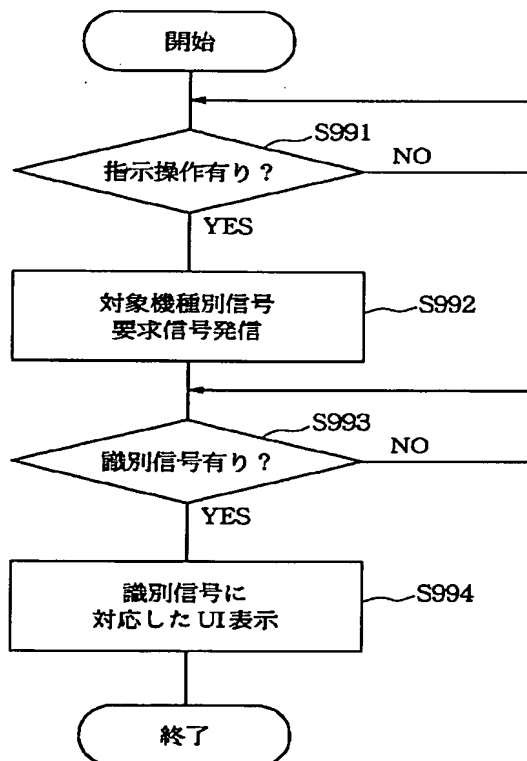 開始
S991
指示操作有り？
NO
YES
対象機種別信号
要求信号発信
S992
S993
識別信号有り？
NO
YES
識別信号に
対応したUI表示
S994
終了